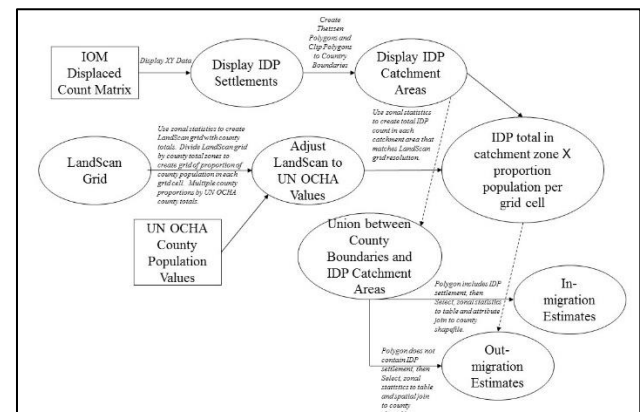 IOM
Displaced
Count Matrix
Display XY Data
Display IDP
Settlements
Create
Theissen
Polygons and
Clip Polygons
to Country
Boundaries
Display IDP
Catchment
Areas
LandScan
Grid
Use zonal statistics to create
LandScan grid with county
totals. Divide LandScan grid
by county total zones to
create grid of proportion of
county population in each
grid cell. Multiple county
proportions by UN OCHA
county totals.
Adjust
LandScan to
UN OCHA
Values
Use zonal statistics
to create total IDP
count in each
catchment area that
matches LandScan
grid resolution.
IDP total in
catchment zone X
proportion
population per
grid cell
UN OCHA
County
Population
Values
Union between
County
Boundaries and
IDP Catchment
Areas
Polygon includes IDP
settlement, then
Select, zonal statistics
to table and attribute
join to county
shapefile.
In-
migration
Estimates
Polygon does not
contain IDP
settlement, then
Select, zonal
statistics to table
and spatial join to
county
Out-
migration
Estimates